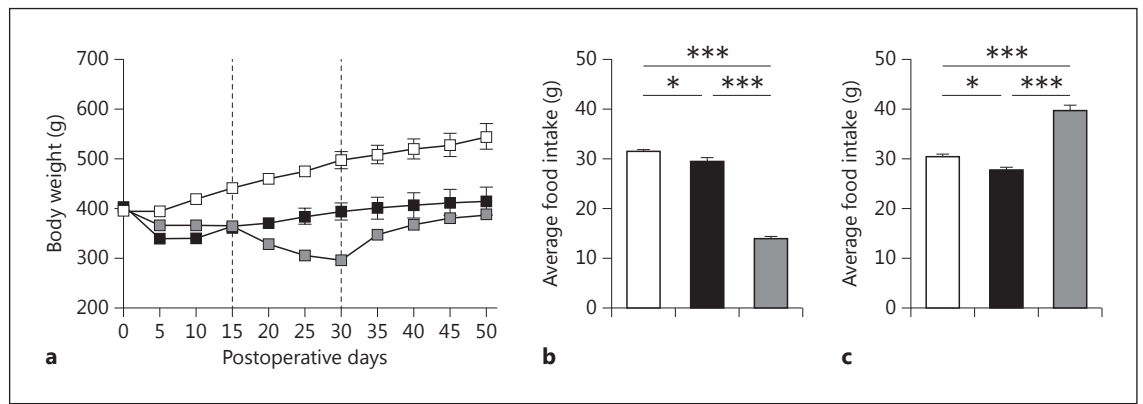 700
600
500
400
300
200
Body weight (g)
0 5 10 15 20 25 30 35 40 45 50
Postoperative days
a
50
40
30
20
10
0
Average food intake (g)
***
* ***
b
50
40
30
20
10
0
Average food intake (g)
***
* ***
c